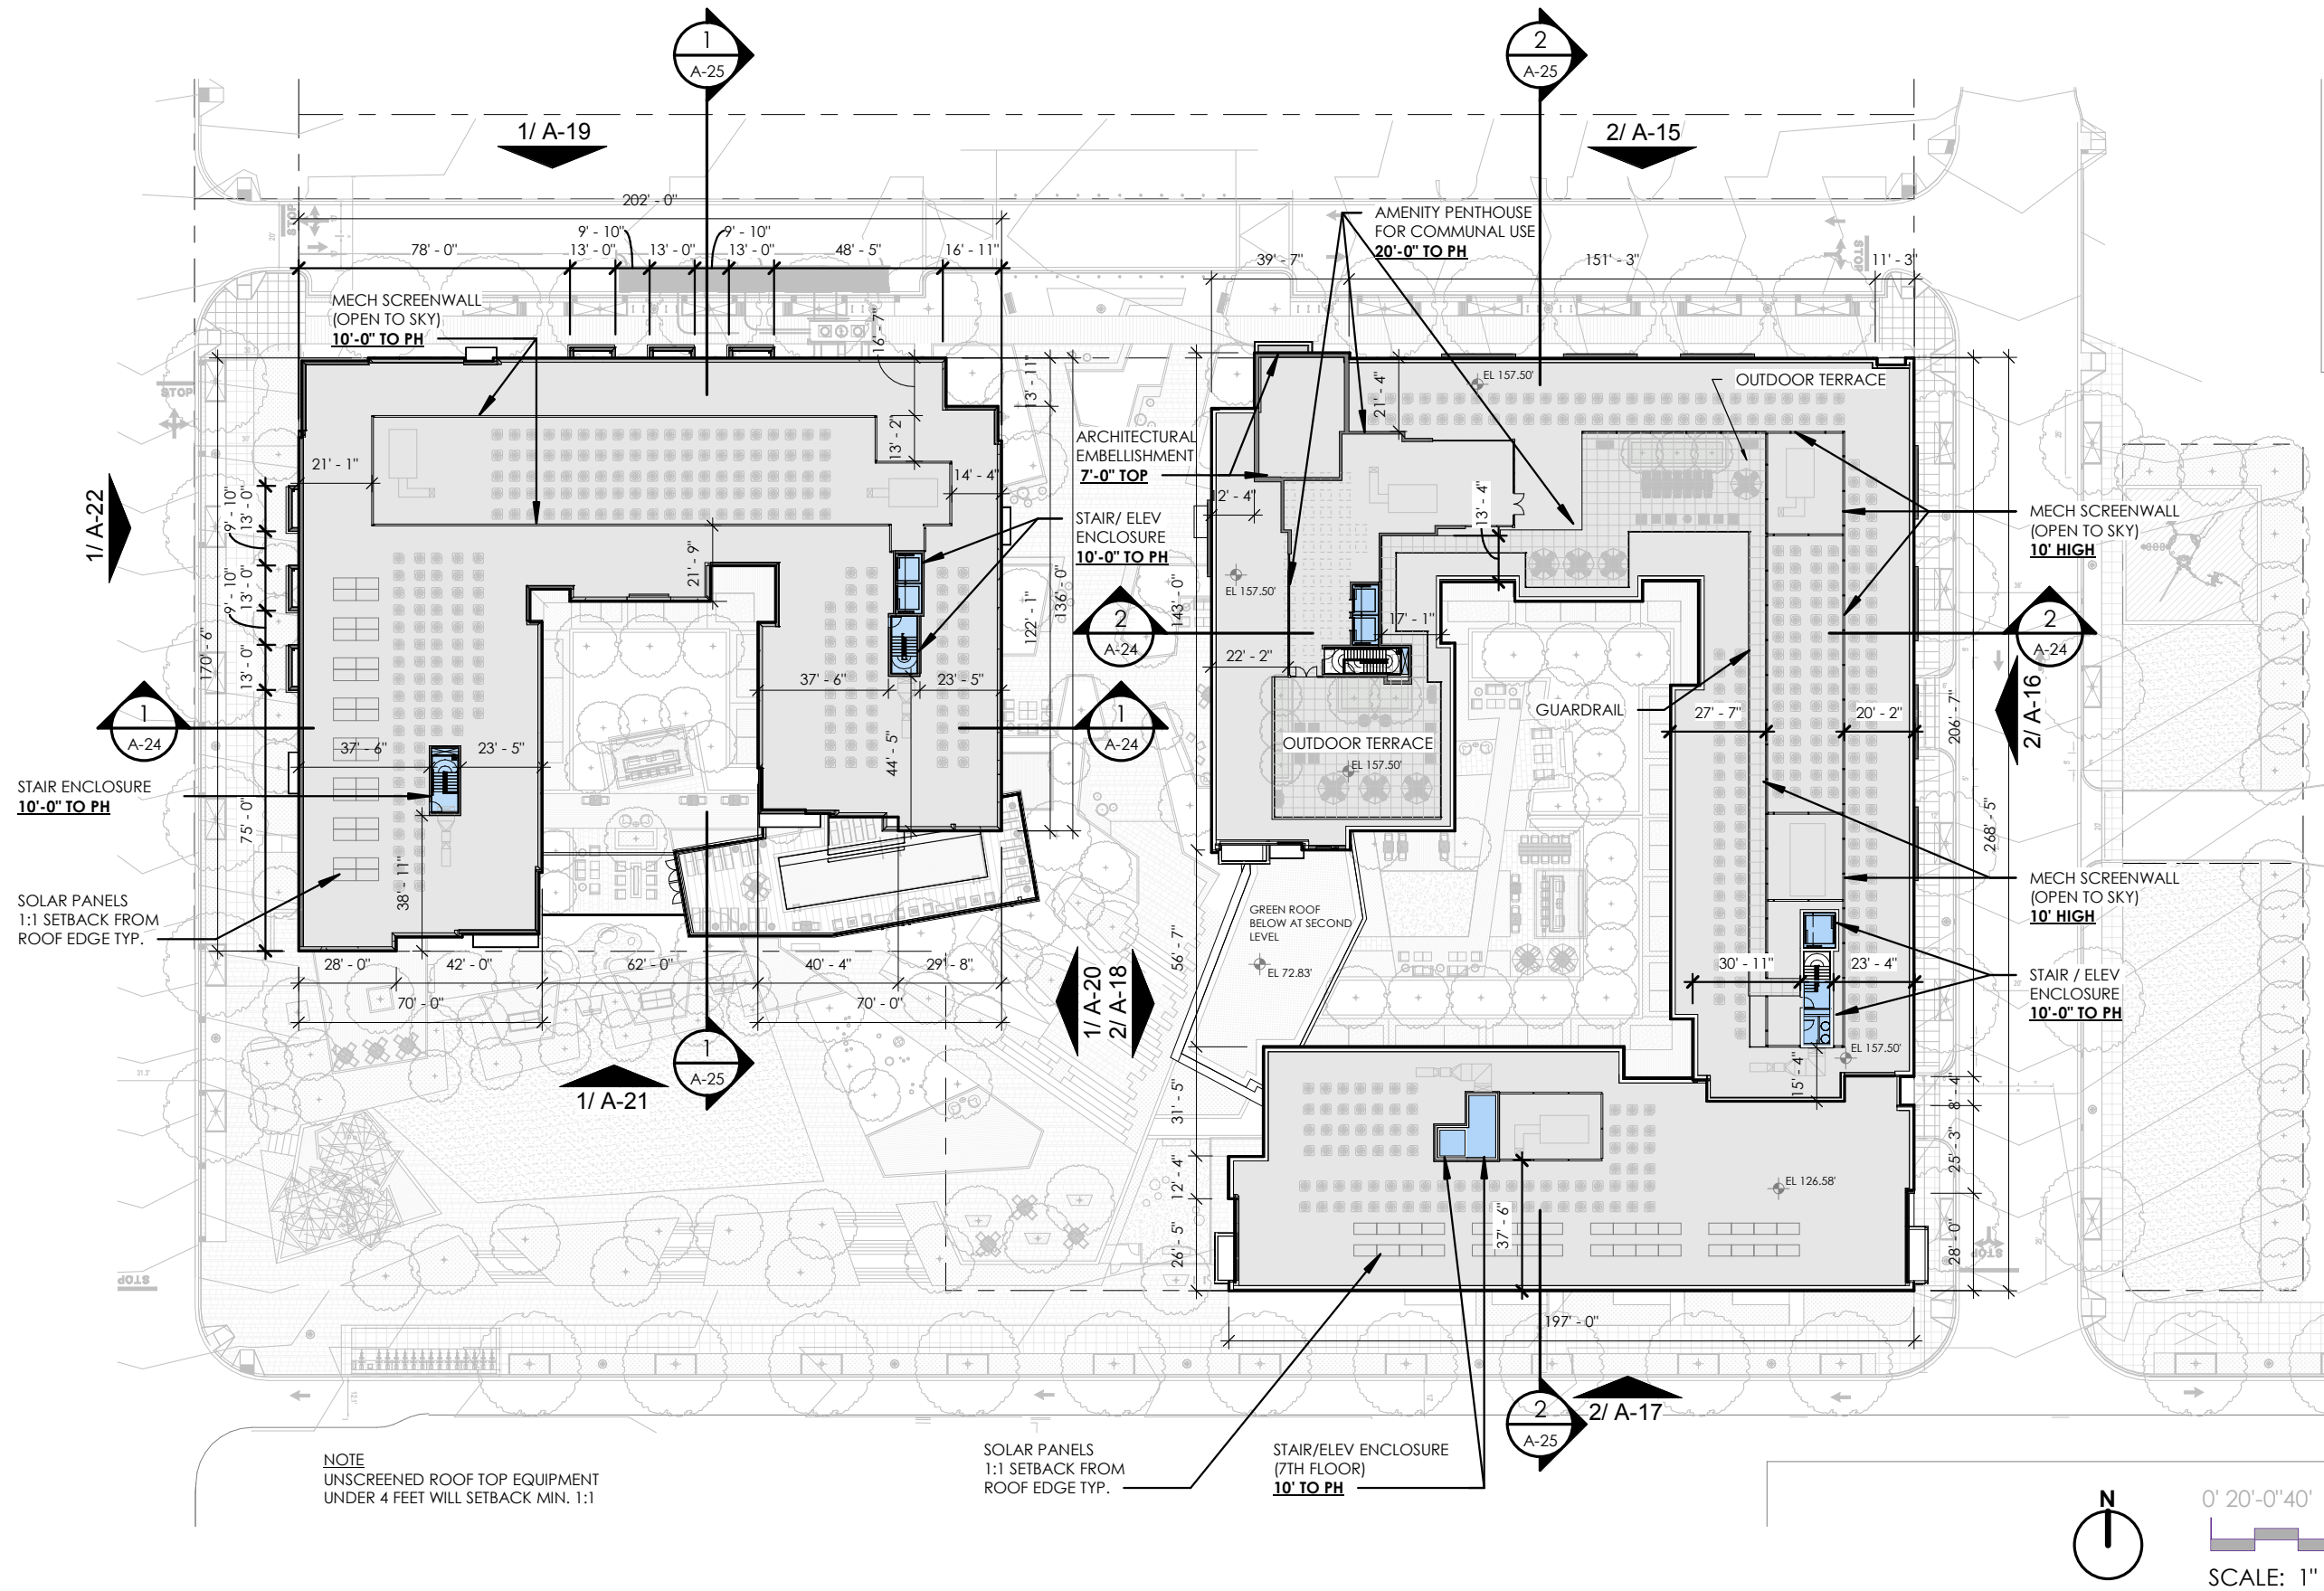 1
A-25
2
A-25
1/ A-19
2/ A-15
202' - 0"
78' - 0"
13' - 0"
9' - 10"
13' - 0"
9' - 10"
13' - 0"
48' - 5"
16' - 11"
AMENITY PENTHOUSE
FOR COMMUNAL USE
20'-0" TO PH
39' - 7"
151' - 3"
11' - 3"
STOP
STOP
MECH SCREENWALL
(OPEN TO SKY)
10'-0" TO PH
16' - 7"
13' - 11"
21' - 4"
EL 157.50'
OUTDOOR TERRACE
STOP
ARCHITECTURAL
EMBELLISHMENT
7'-0" TOP
13' - 2"
21' - 1"
14' - 4"
12' - 4"
13' - 4"
1/ A-22
9' - 10"
13' - 0"
9' - 10"
13' - 0"
13' - 0"
170' - 6"
75' - 0"
STAIR/ ELEV
ENCLOSURE
10'-0" TO PH
MECH SCREENWALL
(OPEN TO SKY)
10' HIGH
21' - 9"
122' - 1"
136' - 0"
143' - 0"
EL 157.50'
2
A-24
17' - 1"
2
A-24
22' - 2"
37' - 6"
23' - 5"
1
A-24
1
A-24
GUARDRAIL
27' - 7"
20' - 2"
206' - 7"
2/ A-16
37' - 6"
23' - 5"
44' - 5"
OUTDOOR TERRACE
EL 157.50'
STAIR ENCLOSURE
10'-0" TO PH
268' - 5"
38' - 11"
SOLAR PANELS
1:1 SETBACK FROM
ROOF EDGE TYP.
GREEN ROOF
BELOW AT SECOND
LEVEL
MECH SCREENWALL
(OPEN TO SKY)
10' HIGH
28' - 0"
42' - 0"
62' - 0"
40' - 4"
29' - 8"
70' - 0"
70' - 0"
56' - 7"
EL 72.83'
30' - 11"
23' - 4"
STAIR / ELEV
ENCLOSURE
10'-0" TO PH
1/ A-20
2/ A-18
EL 157.50'
15' - 4"
1
A-25
1/ A-21
31' - 5"
8' - 4"
25' - 3"
12' - 4"
EL 126.58'
26' - 5"
37' - 6"
28' - 0"
STOP
STOP
197' - 0"
2
A-25
2/ A-17
NOTE
UNSCREENED ROOF TOP EQUIPMENT
UNDER 4 FEET WILL SETBACK MIN. 1:1
SOLAR PANELS
1:1 SETBACK FROM
ROOF EDGE TYP.
STAIR/ELEV ENCLOSURE
(7TH FLOOR)
10' TO PH
N
0' 20'-0"40'
SCALE: 1"